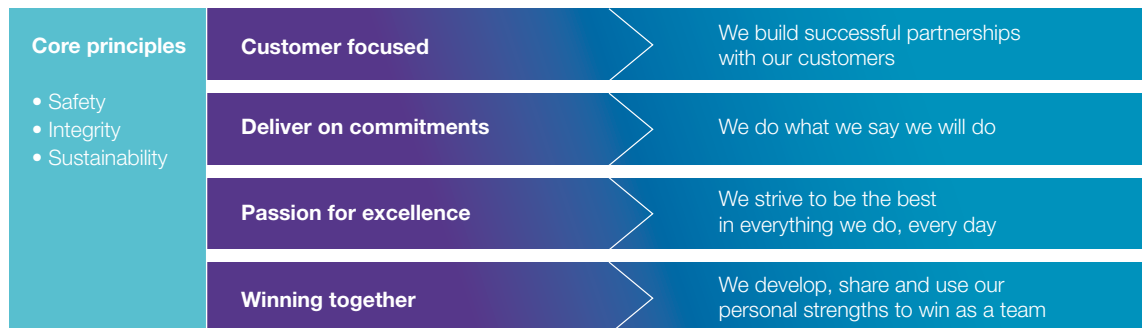 Core principles
• Safety
• Integrity
• Sustainability
Customer focused
We build successful partnerships
with our customers
Deliver on commitments
We do what we say we will do
Passion for excellence
We strive to be the best
in everything we do, every day
Winning together
We develop, share and use our
personal strengths to win as a team